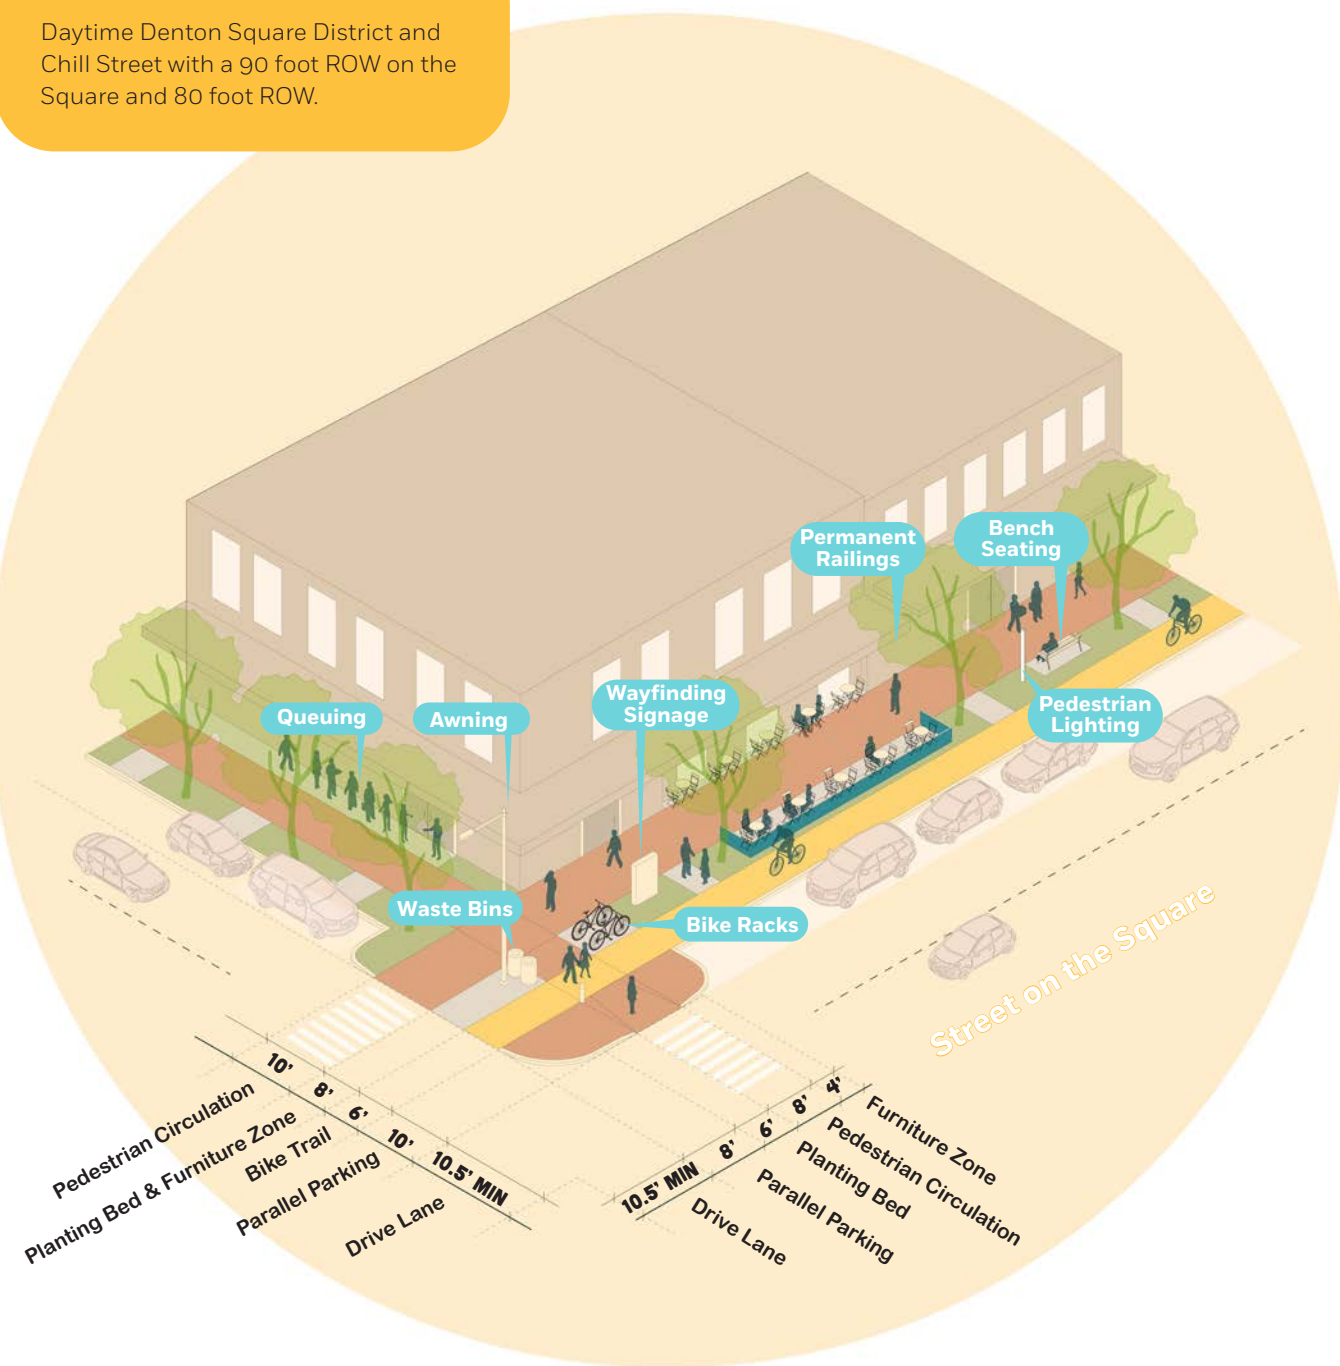 Daytime Denton Square District and
Chill Street with a 90 foot ROW on the
Square and 80 foot ROW.
Permanent
Railings
Bench
Seating
Wayfinding
Signage
Queuing
Awning
Pedestrian
Lighting
Waste Bins
Bike Racks
Street on the Square
10'
8'
6'
10'
10.5' MIN
Pedestrian Circulation
Planting Bed & Furniture Zone
Bike Trail
Parallel Parking
Drive Lane
10.5' MIN
8'
6'
8'
4'
Furniture Zone
Pedestrian Circulation
Planting Bed
Parallel Parking
Drive Lane